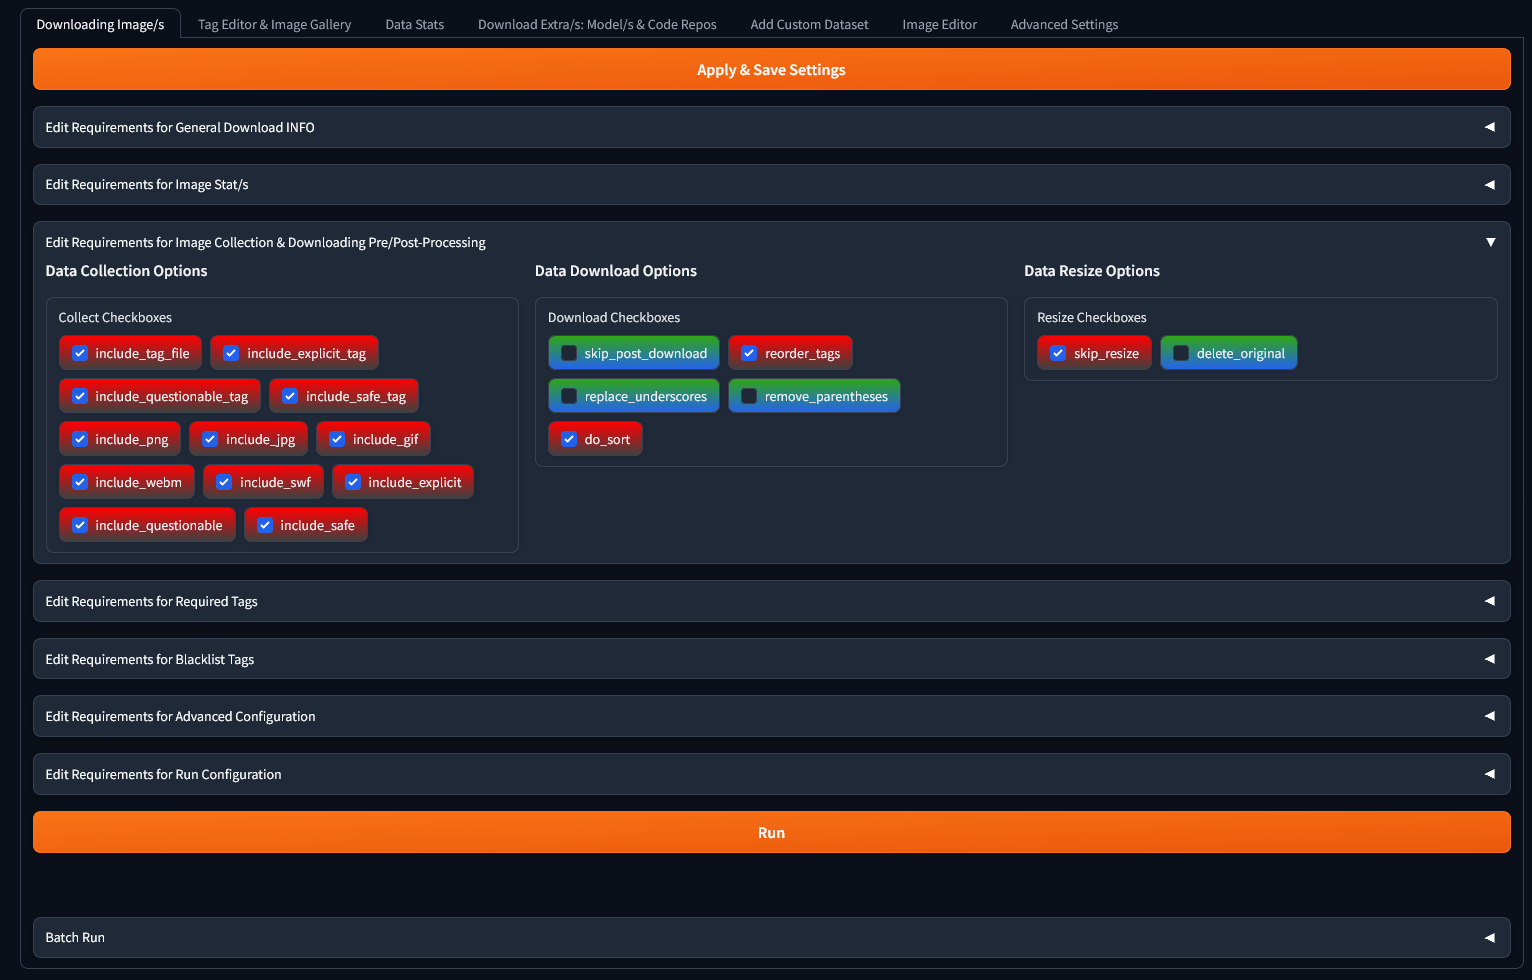 Downloading Image/s Tag Editor & Image Gallery Data Stats Download Extra/s: Model/s & Code Repos Add Custom Dataset Image Editor Advanced Settings
Apply & Save Settings
Edit Requirements for General Download INFO
Edit Requirements for Image Stat/s
Edit Requirements for Image Collection & Downloading Pre/Post-Processing
Data Collection Options
Collect Checkboxes
include_tag_file include_explicit_tag
include_questionable_tag include_safe_tag
include_png include_jpg include_gif
include_webm include_swf include_explicit
include_questionable include_safe
Data Download Options
Download Checkboxes
skip_post_download reorder_tags
replace_underscores remove_parentheses
do_sort
Data Resize Options
Resize Checkboxes
skip_resize delete_original
Edit Requirements for Required Tags
Edit Requirements for Blacklist Tags
Edit Requirements for Advanced Configuration
Edit Requirements for Run Configuration
Run
Batch Run